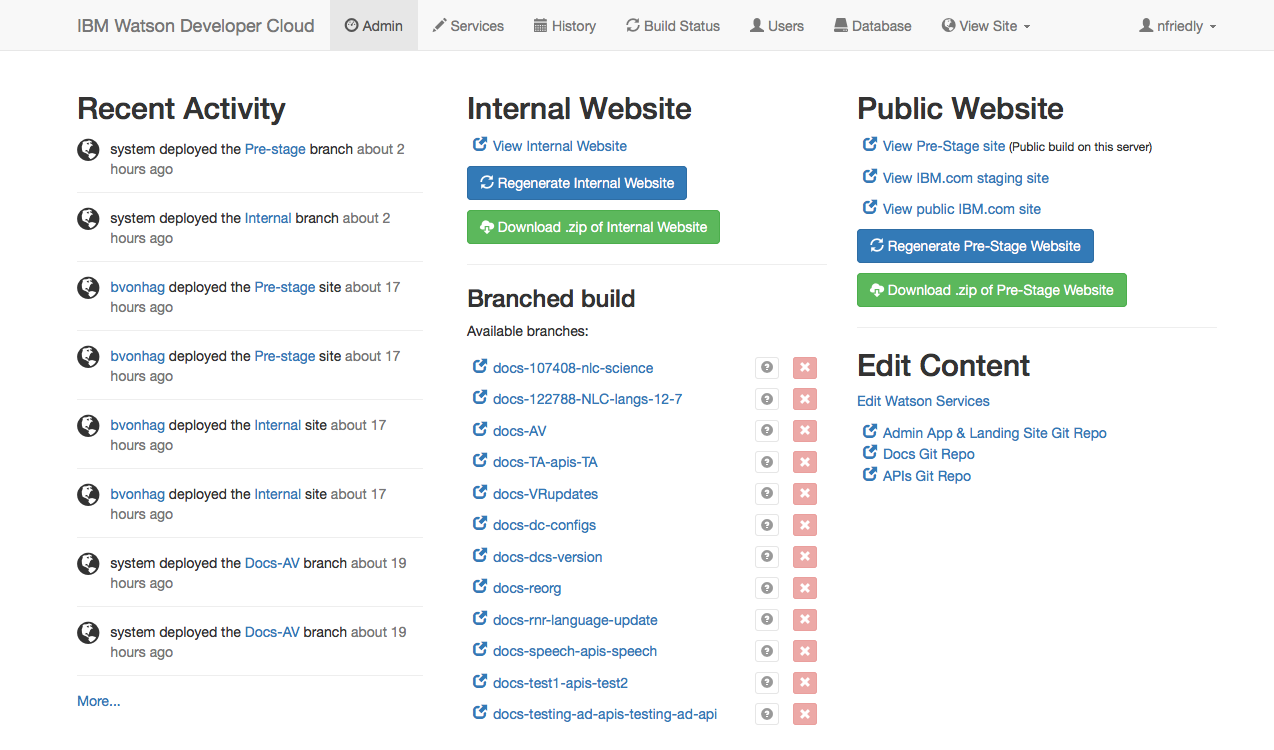 IBM Watson Developer Cloud Admin Services History Build Status Users Database View Site nfriedly
Recent Activity
system deployed the Pre-stage branch about 2
hours ago
system deployed the Internal branch about 2
hours ago
bvonhag deployed the Pre-stage site about 17
hours ago
bvonhag deployed the Pre-stage site about 17
hours ago
bvonhag deployed the Internal site about 17
hours ago
bvonhag deployed the Internal site about 17
hours ago
system deployed the Docs-AV branch about 19
hours ago
system deployed the Docs-AV branch about 19
hours ago
More...
Internal Website
View Internal Website
Regenerate Internal Website
Download .zip of Internal Website
Branched build
Available branches:
docs-107408-nlc-science
docs-122788-NLC-langs-12-7
docs-AV
docs-TA-apis-TA
docs-VRupdates
docs-dc-configs
docs-dcs-version
docs-reorg
docs-rnr-language-update
docs-speech-apis-speech
docs-test1-apis-test2
docs-testing-ad-apis-testing-ad-api
Public Website
View Pre-Stage site (Public build on this server)
View IBM.com staging site
View public IBM.com site
Regenerate Pre-Stage Website
Download .zip of Pre-Stage Website
Edit Content
Edit Watson Services
Admin App & Landing Site Git Repo
Docs Git Repo
APIs Git Repo